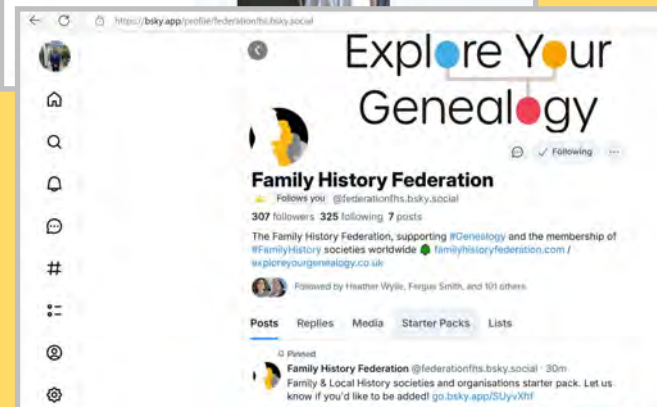 https://bsky.app/profile/federationfhs.bsky.social
Explore Your
Genealogy
Following
Family History Federation
Follows you @federationfhs.bsky.social
307 followers 325 following 7 posts
The Family History Federation, supporting #Genealogy and the membership of
#FamilyHistory societies worldwide familyhistoryfederation.com /
exploreyourgenealogy.co.uk
Followed by Heather Wylie, Fergus Smith, and 101 others
Posts Replies Media Starter Packs Lists
Pinned
Family History Federation @federationfhs.bsky.social · 30m
Family & Local History societies and organisations starter pack. Let us
know if you'd like to be added! go.bsky.app/SUyvXhf